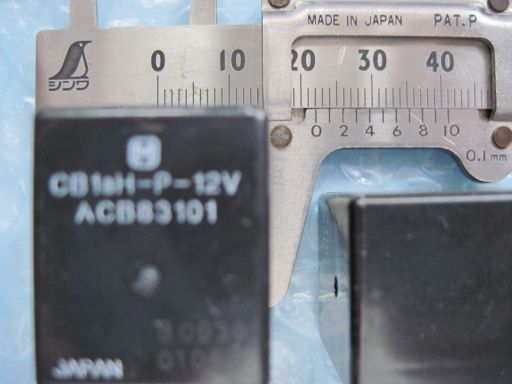 MADE IN JAPAN PAT.P
シンワ
0 10 20 30 40
0 2 4 6 8 10
0.1mm
CB1aH-P-12V
ACB83101
JAPAN